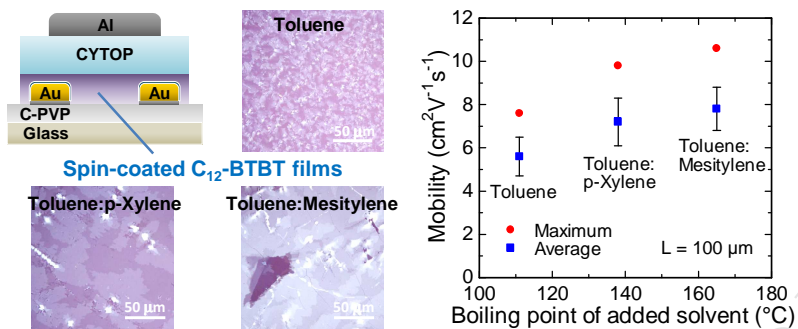 Al
CYTOP
Au
Au
C-PVP
Glass
Toluene
50 µm
Spin-coated C₁₂-BTBT films
Toluene:p-Xylene
50 µm
Toluene:Mesitylene
50 µm
Mobility (cm²V⁻¹s⁻¹)
12
10
8
6
4
2
0
Toluene
Toluene:
p-Xylene
Toluene:
Mesitylene
Maximum
Average
L = 100 µm
100
120
140
160
180
Boiling point of added solvent (°C)